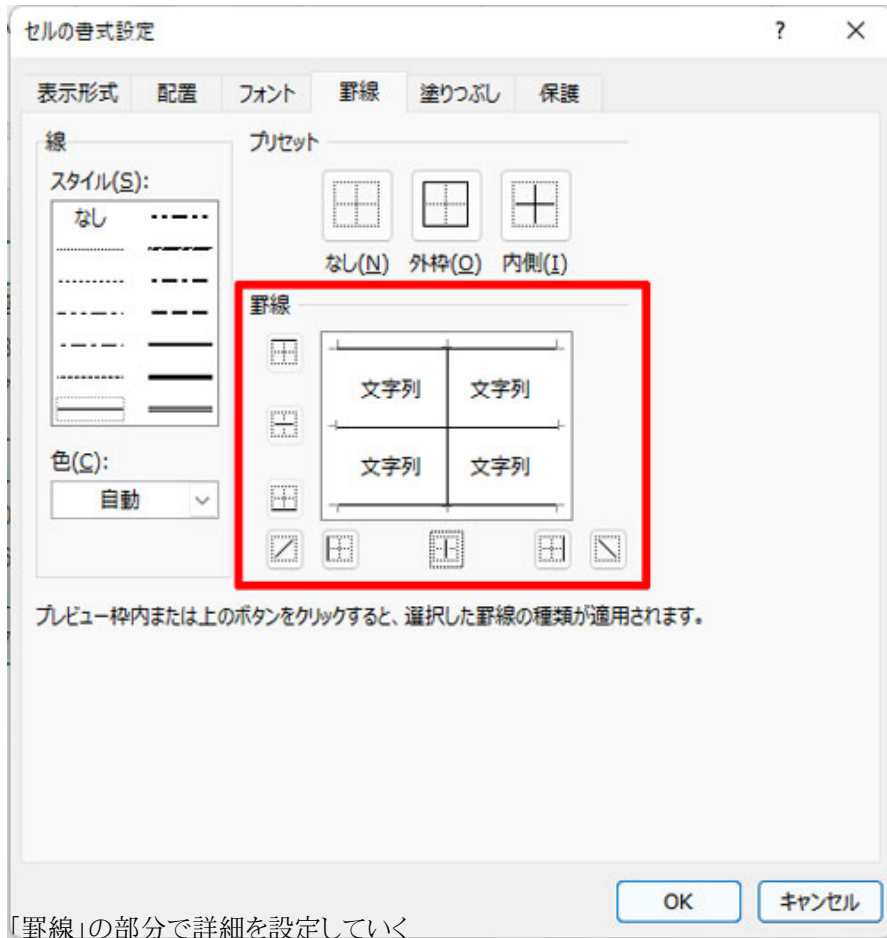 セルの書式設定 ? ×
表示形式 配置 フォント 罫線 塗りつぶし 保護
線
スタイル(S):
なし
色(C):
自動
プリセット
なし(N) 外枠(O) 内側(I)
罫線
文字列 文字列
文字列 文字列
プレビュー枠内または上のボタンをクリックすると、選択した罫線の種類が適用されます。
OK キャンセル
「罫線」の部分で詳細を設定していく